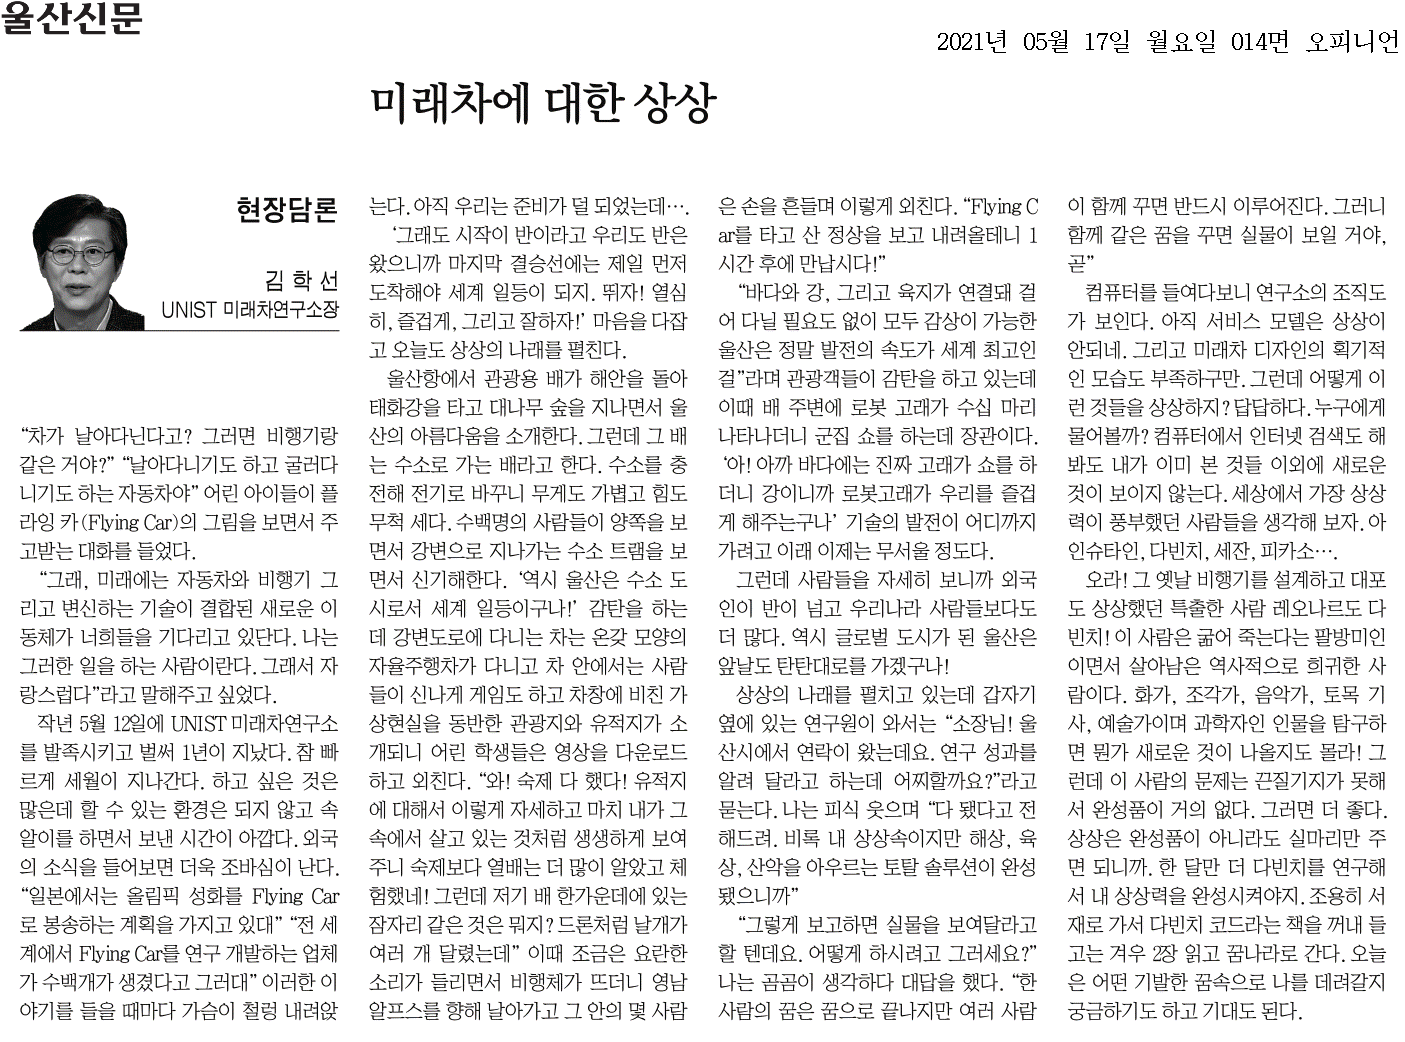 울산신문
2021년 05월 17일 월요일 014면 오피니언
미래차에 대한 상상
현장담론
김 학 선
UNIST 미래차연구소장
“차가 날아다닌다고? 그러면 비행기랑
같은 거야?” “날아다니기도 하고 굴러다
니기도 하는 자동차야” 어린 아이들이 플
라잉 카(Flying Car)의 그림을 보면서 주
고받는 대화를 들었다.
“그래, 미래에는 자동차와 비행기 그
리고 변신하는 기술이 결합된 새로운 이
동체가 너희들을 기다리고 있단다. 나는
그러한 일을 하는 사람이란다. 그래서 자
랑스럽다”라고 말해주고 싶었다.
작년 5월 12일에 UNIST 미래차연구소
를 발족시키고 벌써 1년이 지났다. 참 빠
르게 세월이 지나간다. 하고 싶은 것은
많은데 할 수 있는 환경은 되지 않고 속
앓이를 하면서 보낸 시간이 아깝다. 외국
의 소식을 들어보면 더욱 조바심이 난다.
“일본에서는 올림픽 성화를 Flying Car
로 봉송하는 계획을 가지고 있대” “전 세
계에서 Flying Car를 연구 개발하는 업체
가 수백개가 생겼다고 그러대” 이러한 이
야기를 들을 때마다 가슴이 철렁 내려앉
는다. 아직 우리는 준비가 덜 되었는데….
‘그래도 시작이 반이라고 우리도 반은
왔으니까 마지막 결승선에는 제일 먼저
도착해야 세계 일등이 되지. 뛰자! 열심
히, 즐겁게, 그리고 잘하자!’ 마음을 다잡
고 오늘도 상상의 나래를 펼친다.
울산항에서 관광용 배가 해안을 돌아
태화강을 타고 대나무 숲을 지나면서 울
산의 아름다움을 소개한다. 그런데 그 배
는 수소로 가는 배라고 한다. 수소를 충
전해 전기로 바꾸니 무게도 가볍고 힘도
무척 세다. 수백명의 사람들이 양쪽을 보
면서 강변으로 지나가는 수소 트램을 보
면서 신기해한다. ‘역시 울산은 수소 도
시로서 세계 일등이구나!’ 감탄을 하는
데 강변도로에 다니는 차는 온갖 모양의
자율주행차가 다니고 차 안에서는 사람
들이 신나게 게임도 하고 차창에 비친 가
상현실을 동반한 관광지와 유적지가 소
개되니 어린 학생들은 영상을 다운로드
하고 외친다. “와! 숙제 다 했다! 유적지
에 대해서 이렇게 자세하고 마치 내가 그
속에서 살고 있는 것처럼 생생하게 보여
주니 숙제보다 열배는 더 많이 알았고 체
험했네! 그런데 저기 배 한가운데에 있는
잠자리 같은 것은 뭐지? 드론처럼 날개가
여러 개 달렸는데” 이때 조금은 요란한
소리가 들리면서 비행체가 뜨더니 영남
알프스를 향해 날아가고 그 안의 몇 사람
은 손을 흔들며 이렇게 외친다. “Flying C
ar를 타고 산 정상을 보고 내려올테니 1
시간 후에 만납시다!”
“바다와 강, 그리고 육지가 연결돼 걸
어 다닐 필요도 없이 모두 감상이 가능한
울산은 정말 발전의 속도가 세계 최고인
걸”라며 관광객들이 감탄을 하고 있는데
이때 배 주변에 로봇 고래가 수십 마리
나타나더니 군집 쇼를 하는데 장관이다.
‘아! 아까 바다에는 진짜 고래가 쇼를 하
더니 강이니까 로봇고래가 우리를 즐겁
게 해주는구나’ 기술의 발전이 어디까지
가려고 이래 이제는 무서울 정도다.
그런데 사람들을 자세히 보니까 외국
인이 반이 넘고 우리나라 사람들보다도
더 많다. 역시 글로벌 도시가 된 울산은
앞날도 탄탄대로를 가겠구나!
상상의 나래를 펼치고 있는데 갑자기
옆에 있는 연구원이 와서는 “소장님! 울
산시에서 연락이 왔는데요. 연구 성과를
알려 달라고 하는데 어찌할까요?”라고
묻는다. 나는 피식 웃으며 “다 됐다고 전
해드려. 비록 내 상상속이지만 해상, 육
상, 산악을 아우르는 토탈 솔루션이 완성
됐으니까”
“그렇게 보고하면 실물을 보여달라고
할 텐데요. 어떻게 하시려고 그러세요?”
나는 곰곰이 생각하다 대답을 했다. “한
사람의 꿈은 꿈으로 끝나지만 여러 사람
이 함께 꾸면 반드시 이루어진다. 그러니
함께 같은 꿈을 꾸면 실물이 보일 거야,
곧”
컴퓨터를 들여다보니 연구소의 조직도
가 보인다. 아직 서비스 모델은 상상이
안되네. 그리고 미래차 디자인의 획기적
인 모습도 부족하구만. 그런데 어떻게 이
런 것들을 상상하지? 답답하다. 누구에게
물어볼까? 컴퓨터에서 인터넷 검색도 해
봐도 내가 이미 본 것들 이외에 새로운
것이 보이지 않는다. 세상에서 가장 상상
력이 풍부했던 사람들을 생각해 보자. 아
인슈타인, 다빈치, 세잔, 피카소….
오라! 그 옛날 비행기를 설계하고 대포
도 상상했던 특출한 사람 레오나르도 다
빈치! 이 사람은 굶어 죽는다는 팔방미인
이면서 살아남은 역사적으로 희귀한 사
람이다. 화가, 조각가, 음악가, 토목 기
사, 예술가이며 과학자인 인물을 탐구하
면 뭔가 새로운 것이 나올지도 몰라! 그
런데 이 사람의 문제는 끈질기지가 못해
서 완성품이 거의 없다. 그러면 더 좋다.
상상은 완성품이 아니라도 실마리만 주
면 되니까. 한 달만 더 다빈치를 연구해
서 내 상상력을 완성시켜야지. 조용히 서
재로 가서 다빈치 코드라는 책을 꺼내 들
고는 겨우 2장 읽고 꿈나라로 간다. 오늘
은 어떤 기발한 꿈속으로 나를 데려갈지
궁금하기도 하고 기대도 된다.